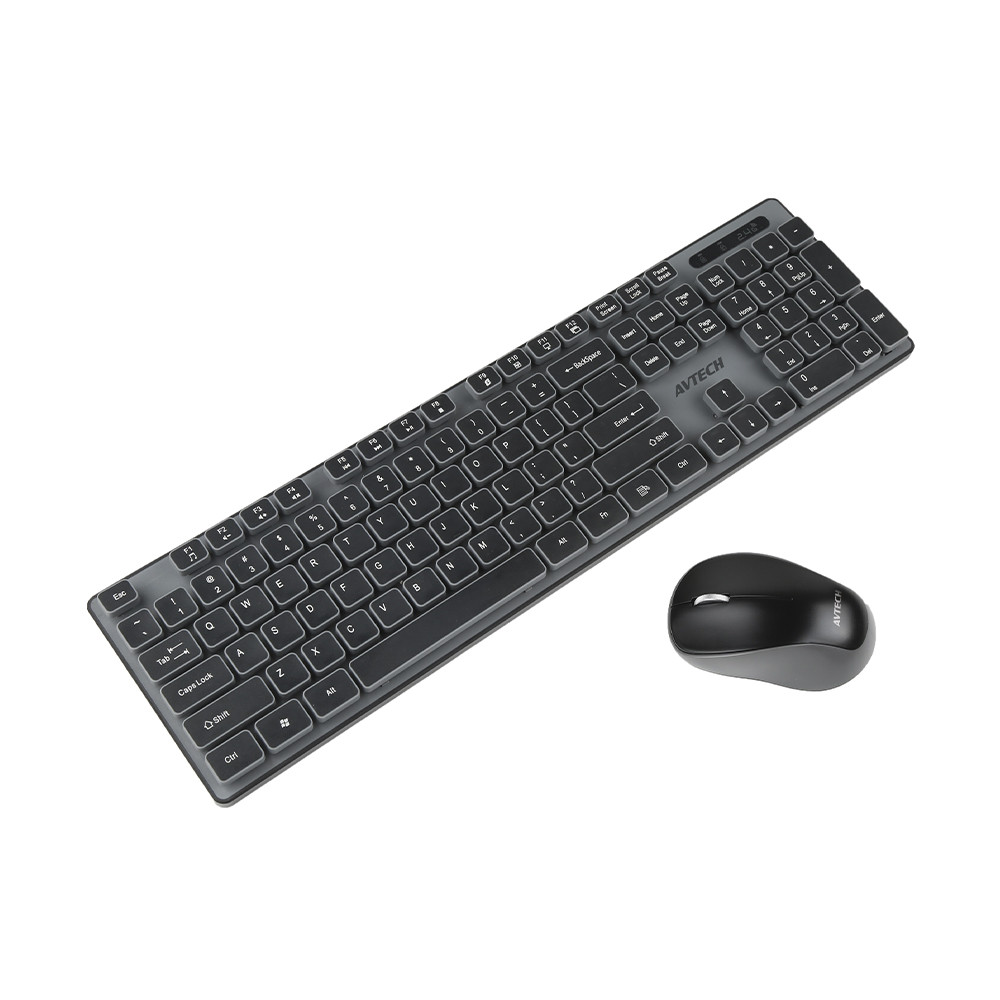 Esc F1 F2 F3 F4 F5 F6 F7 F8 F9 F10 F11 F12 Print Screen Scroll Lock Pause Break
~ ` ! 1 @ 2 # 3 $ 4 % 5 ^ 6 & 7 * 8 ( 9 ) 0 _ - + = ← BackSpace Insert Home Page Up Num Lock / * -
Tab Q W E R T Y U I O P { [ } ] | \ Delete End Page Down 7 Home 8 ↑ 9 PgUp +
Caps Lock A S D F G H J K L : ; " ' Enter 4 ← 5 6 →
Shift Z X C V B N M < , > . ? / Shift ↑ 1 End 2 ↓ 3 PgDn Enter
Ctrl Alt Alt Fn Ctrl ← ↓ → 0 Ins . Del
AVTECH
AVTECH